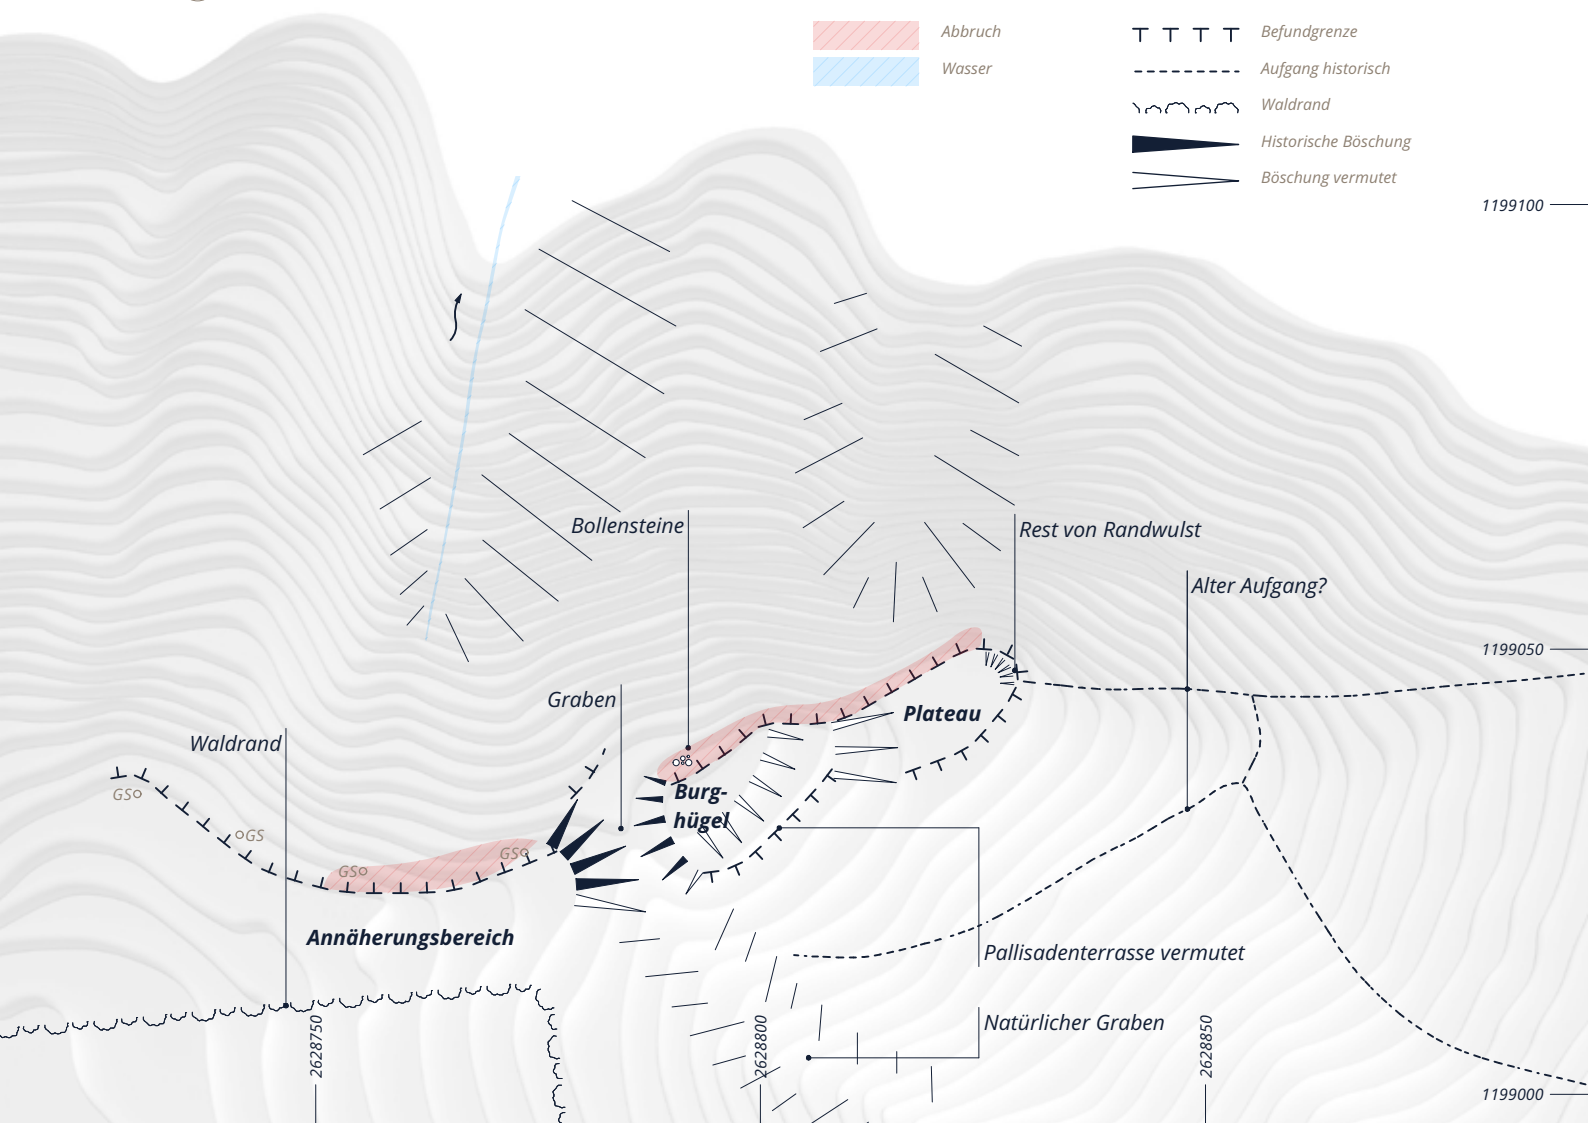 Abbruch
Wasser
Befundgrenze
Aufgang historisch
Waldrand
Historische Böschung
Böschung vermutet
1199100
Bollensteine
Rest von Randwulst
Alter Aufgang?
1199050
Graben
Plateau
Waldrand
GS
Burg-
hügel
GS
GS
GS
Annäherungsbereich
Pallisadenterrasse vermutet
Natürlicher Graben
2628750
2628800
2628850
1199000